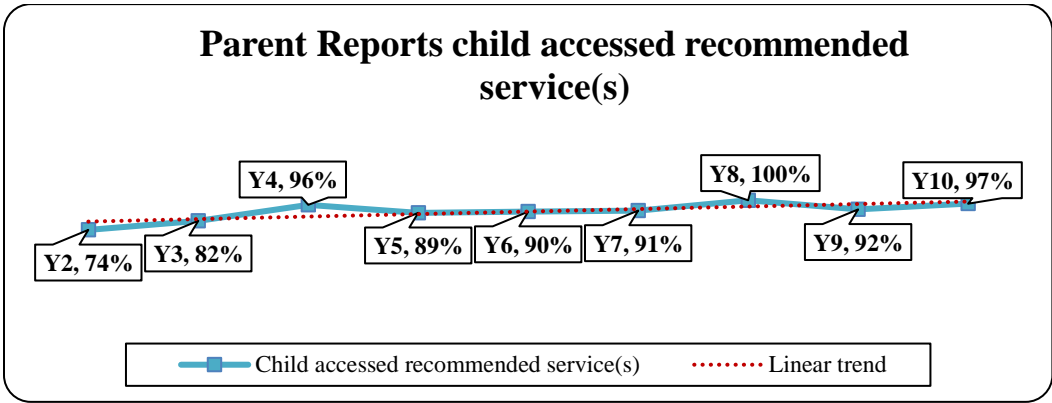 Parent Reports child accessed recommended
service(s)
Y2, 74%
Y3, 82%
Y4, 96%
Y5, 89%
Y6, 90%
Y7, 91%
Y8, 100%
Y9, 92%
Y10, 97%
Child accessed recommended service(s)
Linear trend